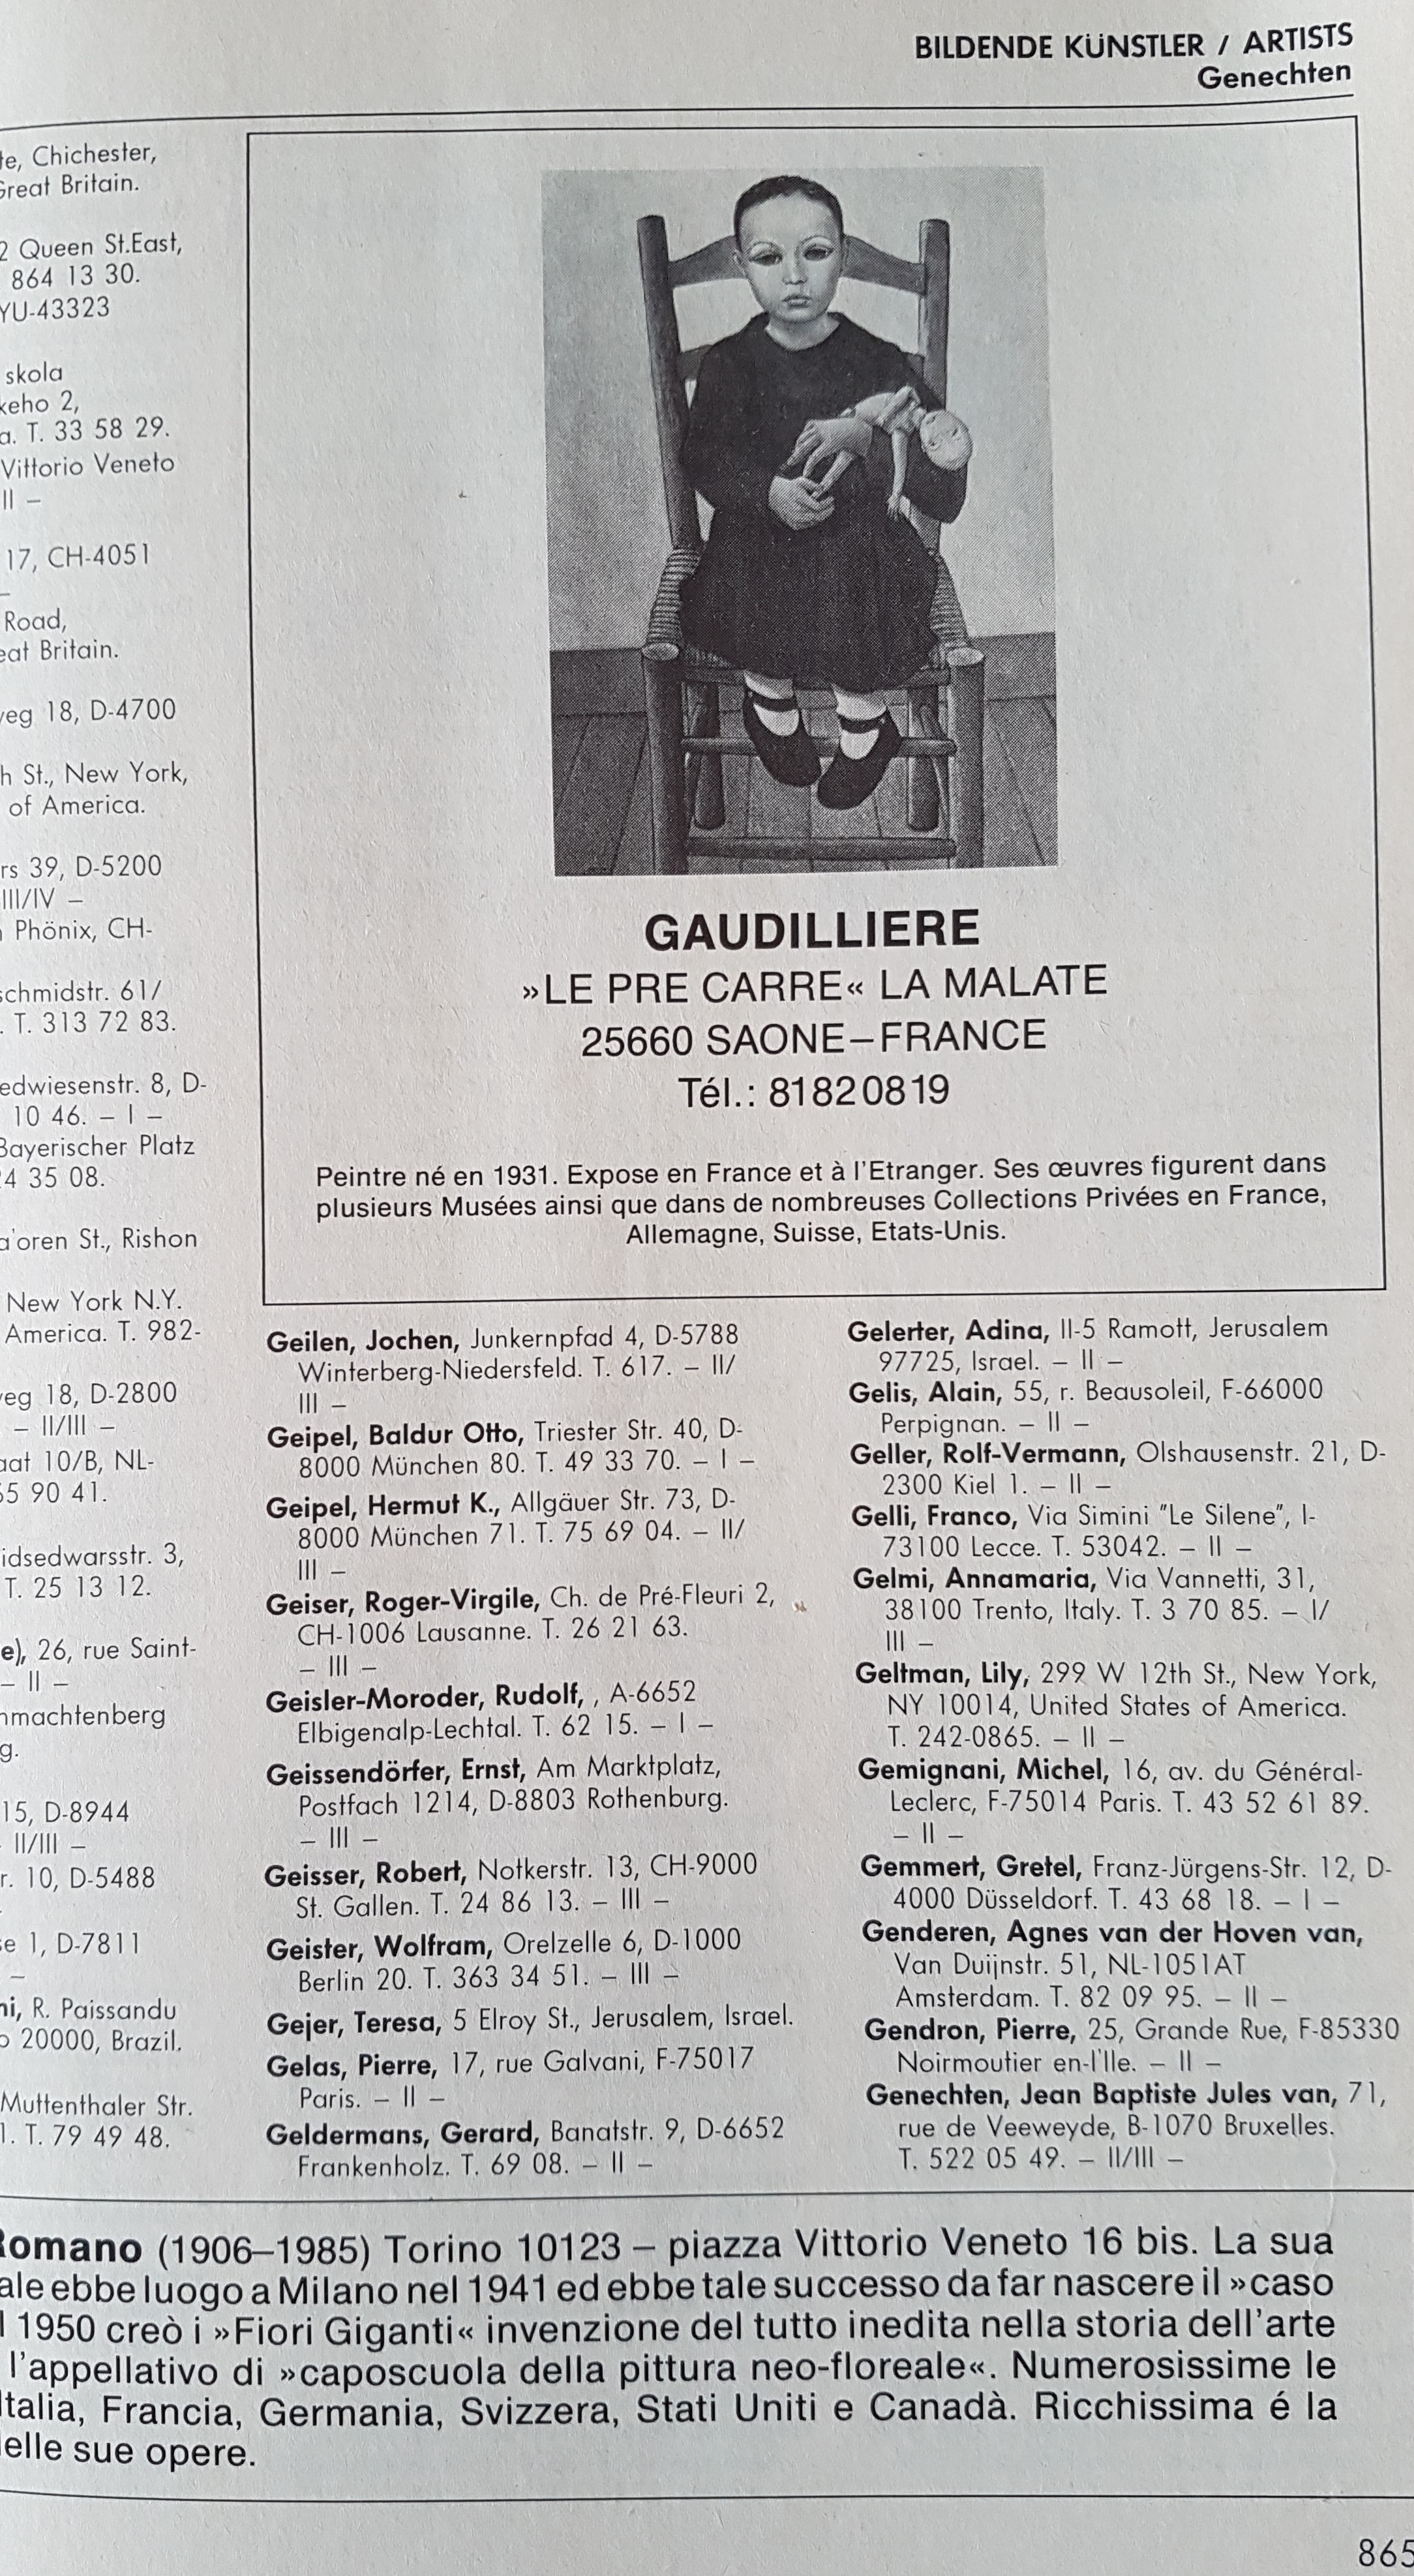 BILDENDE KÜNSTLER / ARTISTS
Genechten
Chichester,
Great Britain.
2 Queen St.East,
864 13 30.
YU-43323
skola
2,
T. 33 58 29.
Vittorio Veneto
II –
17, CH-4051
–
Road,
Britain.
18, D-4700
St., New York,
of America.
39, D-5200
III/IV –
Phönix, CH-
61/
T. 313 72 83.
8, D-
10 46. – I –
Bayerischer Platz
35 08.
St., Rishon
New York N.Y.
America. T. 982-
18, D-2800
– II/III –
10/B, NL-
90 41.
3,
T. 25 13 12.
26, rue Saint-
– II –
15, D-8944
II/III –
10, D-5488
1, D-7811
–
R. Paissandu
20000, Brazil.
Muttenthaler Str.
T. 79 49 48.
GAUDILLIERE
»LE PRE CARRE« LA MALATE
25660 SAONE–FRANCE
Tél.: 81820819
Peintre né en 1931. Expose en France et à l'Etranger. Ses œuvres figurent dans
plusieurs Musées ainsi que dans de nombreuses Collections Privées en France,
Allemagne, Suisse, Etats-Unis.
Geilen, Jochen, Junkernpfad 4, D-5788
Winterberg-Niedersfeld. T. 617. – II/
III –
Geipel, Baldur Otto, Triester Str. 40, D-
8000 München 80. T. 49 33 70. – I –
Geipel, Hermut K., Allgäuer Str. 73, D-
8000 München 71. T. 75 69 04. – II/
III –
Geiser, Roger-Virgile, Ch. de Pré-Fleuri 2,
CH-1006 Lausanne. T. 26 21 63.
– III –
Geisler-Moroder, Rudolf, , A-6652
Elbigenalp-Lechtal. T. 62 15. – I –
Geissendörfer, Ernst, Am Marktplatz,
Postfach 1214, D-8803 Rothenburg.
– III –
Geisser, Robert, Notkerstr. 13, CH-9000
St. Gallen. T. 24 86 13. – III –
Geister, Wolfram, Orelzelle 6, D-1000
Berlin 20. T. 363 34 51. – III –
Gejer, Teresa, 5 Elroy St., Jerusalem, Israel.
Gelas, Pierre, 17, rue Galvani, F-75017
Paris. – II –
Geldermans, Gerard, Banatstr. 9, D-6652
Frankenholz. T. 69 08. – II –
Gelerter, Adina, II-5 Ramott, Jerusalem
97725, Israel. – II –
Gelis, Alain, 55, r. Beausoleil, F-66000
Perpignan. – II –
Geller, Rolf-Vermann, Olshausenstr. 21, D-
2300 Kiel 1. – II –
Gelli, Franco, Via Simini "Le Silene", I-
73100 Lecce. T. 53042. – II –
Gelmi, Annamaria, Via Vannetti, 31,
38100 Trento, Italy. T. 3 70 85. – I/
III –
Geltman, Lily, 299 W 12th St., New York,
NY 10014, United States of America.
T. 242-0865. – II –
Gemignani, Michel, 16, av. du Général-
Leclerc, F-75014 Paris. T. 43 52 61 89.
– II –
Gemmert, Gretel, Franz-Jürgens-Str. 12, D-
4000 Düsseldorf. T. 43 68 18. – I –
Genderen, Agnes van der Hoven van,
Van Duijnstr. 51, NL-1051AT
Amsterdam. T. 82 09 95. – II –
Gendron, Pierre, 25, Grande Rue, F-85330
Noirmoutier en-l'Ile. – II –
Genechten, Jean Baptiste Jules van, 71,
rue de Veeweyde, B-1070 Bruxelles.
T. 522 05 49. – II/III –
Romano (1906–1985) Torino 10123 – piazza Vittorio Veneto 16 bis. La sua
ebbe luogo a Milano nel 1941 ed ebbe tale successo da far nascere il »caso
1950 creò i »Fiori Giganti« invenzione del tutto inedita nella storia dell'arte
l'appellativo di »caposcuola della pittura neo-floreale«. Numerosissime le
Italia, Francia, Germania, Svizzera, Stati Uniti e Canadà. Ricchissima é la
delle sue opere.
865